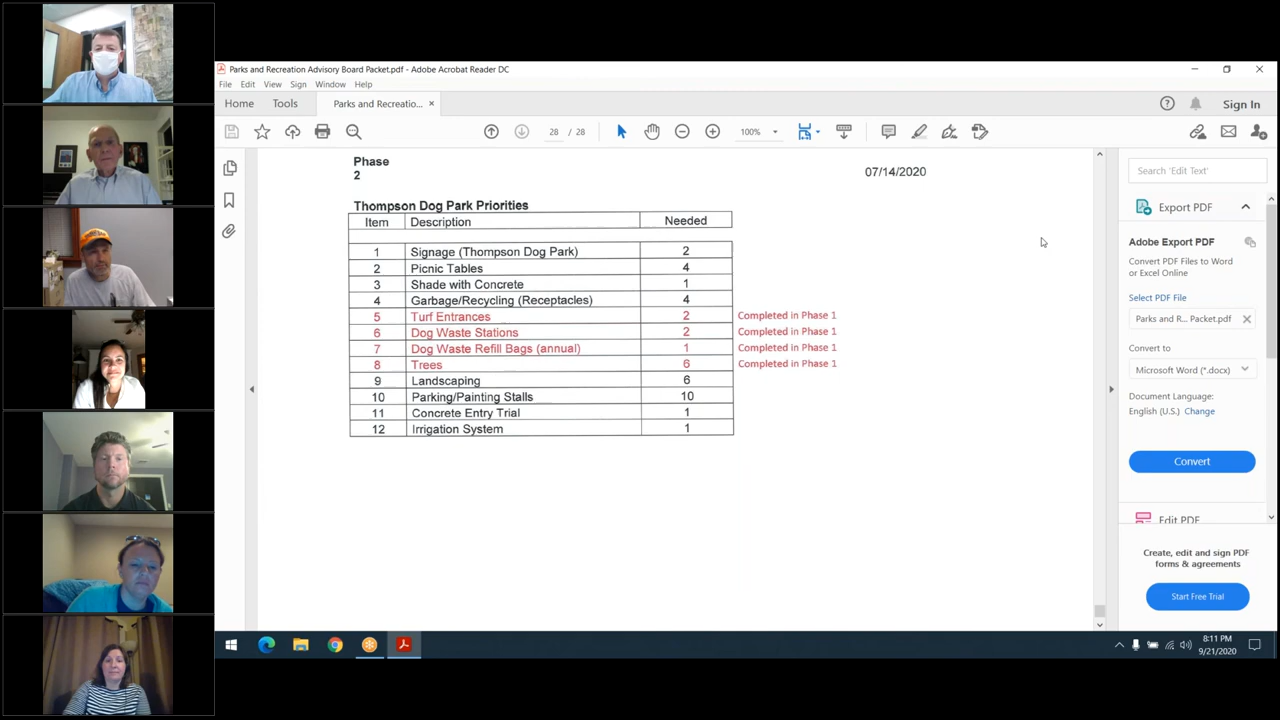 Parks and Recreation Advisory Board Packet.pdf - Adobe Acrobat Reader DC
File Edit View Sign Window Help
Home Tools Parks and Recreatio... × Sign In
28 / 28 100%
Phase
2
07/14/2020
Thompson Dog Park Priorities
Item Description Needed
1 Signage (Thompson Dog Park) 2
2 Picnic Tables 4
3 Shade with Concrete 1
4 Garbage/Recycling (Receptacles) 4
5 Turf Entrances 2 Completed in Phase 1
6 Dog Waste Stations 2 Completed in Phase 1
7 Dog Waste Refill Bags (annual) 1 Completed in Phase 1
8 Trees 6 Completed in Phase 1
9 Landscaping 6
10 Parking/Painting Stalls 10
11 Concrete Entry Trial 1
12 Irrigation System 1
Search 'Edit Text'
Export PDF
Adobe Export PDF
Convert PDF Files to Word
or Excel Online
Select PDF File
Parks and R... Packet.pdf
Convert to
Microsoft Word (*.docx)
Document Language:
English (U.S.) Change
Convert
Edit PDF
Create, edit and sign PDF
forms & agreements
Start Free Trial
8:11 PM
9/21/2020